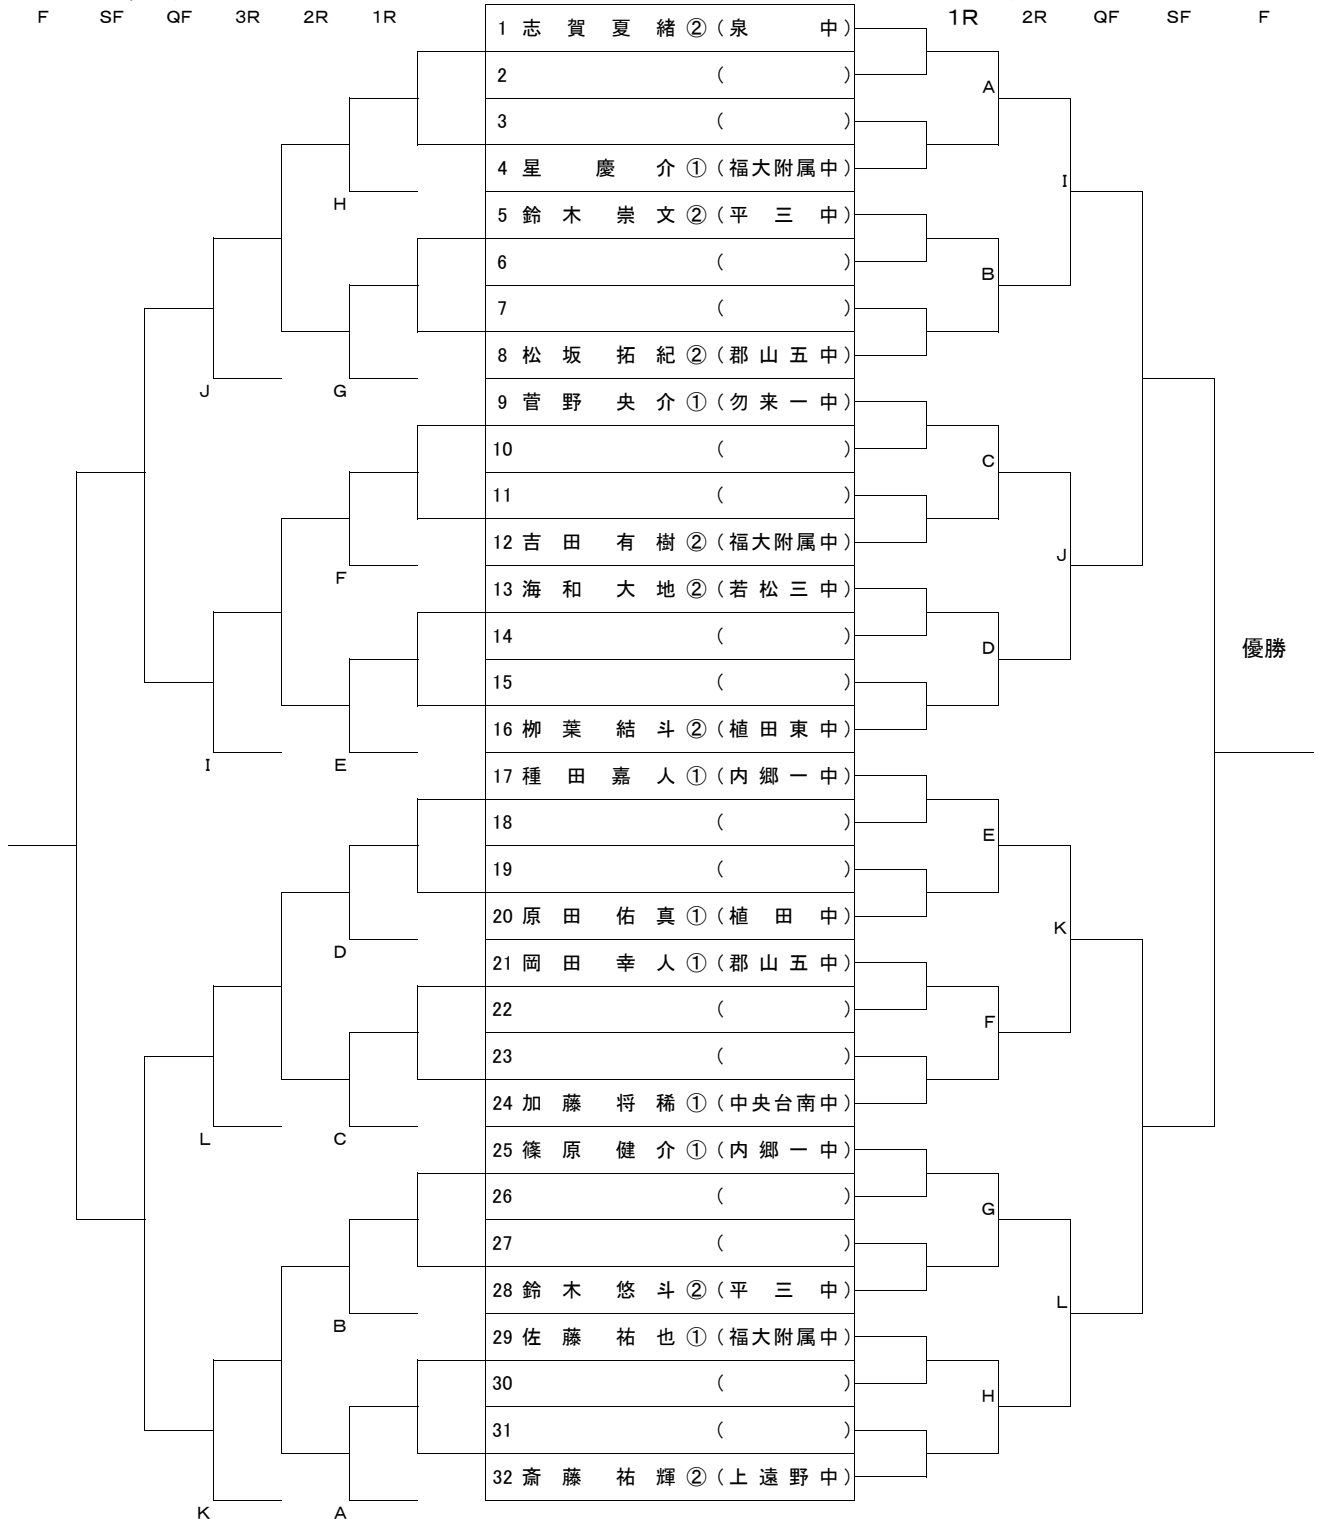 F SF QF 3R 2R 1R 1R 2R QF SF F
1 志賀夏緒 ② (泉中)
2 ( )
A
3 ( )
4 星慶介 ① (福大附属中)
I
H
5 鈴木崇文 ② (平三中)
6 ( )
B
7 ( )
8 松坂拓紀 ② (郡山五中)
J G
9 菅野央介 ① (勿来一中)
10 ( )
C
11 ( )
12 吉田有樹 ② (福大附属中)
J
F
13 海和大地 ② (若松三中)
14 ( )
D
優勝
15 ( )
16 栁葉結斗 ② (植田東中)
I E
17 種田嘉人 ① (内郷一中)
18 ( )
E
19 ( )
20 原田佑真 ① (植田中)
K
D
21 岡田幸人 ① (郡山五中)
22 ( )
F
23 ( )
24 加藤将稀 ① (中央台南中)
L C
25 篠原健介 ① (内郷一中)
26 ( )
G
27 ( )
28 鈴木悠斗 ② (平三中)
L
B
29 佐藤祐也 ① (福大附属中)
30 ( )
H
31 ( )
32 斎藤祐輝 ② (上遠野中)
K A